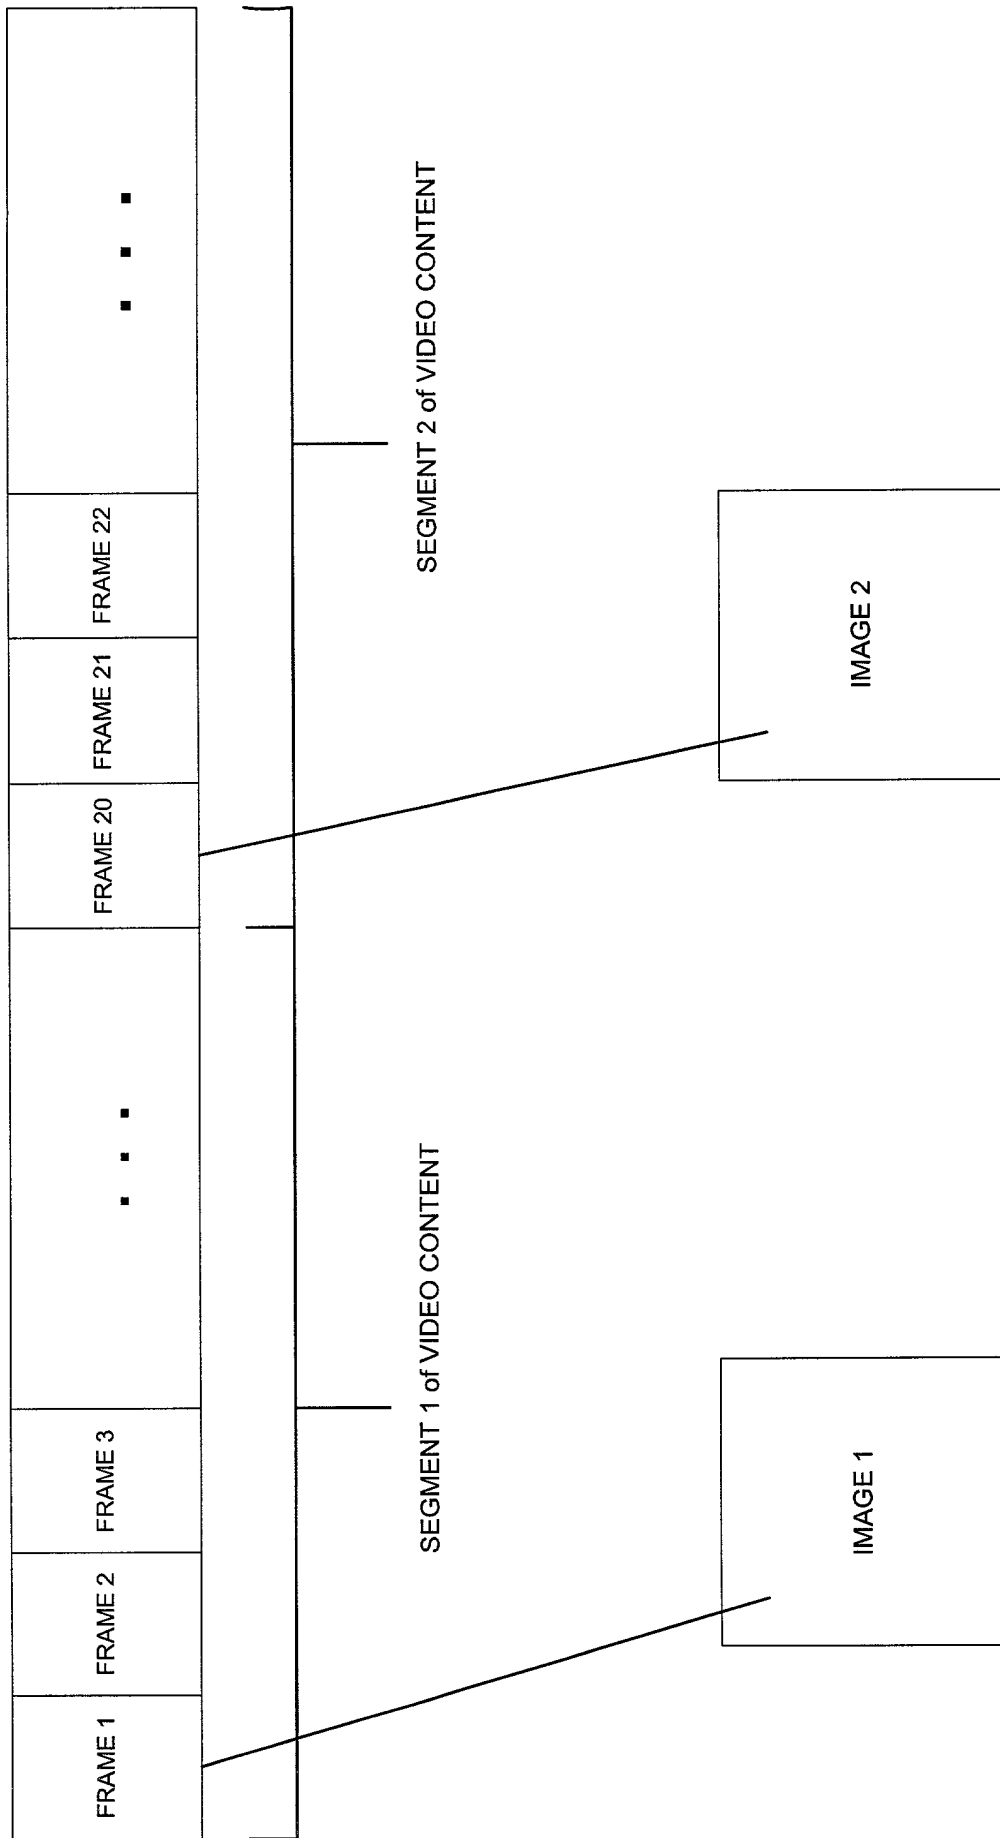 FRAME 1
FRAME 2
FRAME 3
FRAME 20
FRAME 21
FRAME 22
SEGMENT 1 of VIDEO CONTENT
SEGMENT 2 of VIDEO CONTENT
IMAGE 1
IMAGE 2